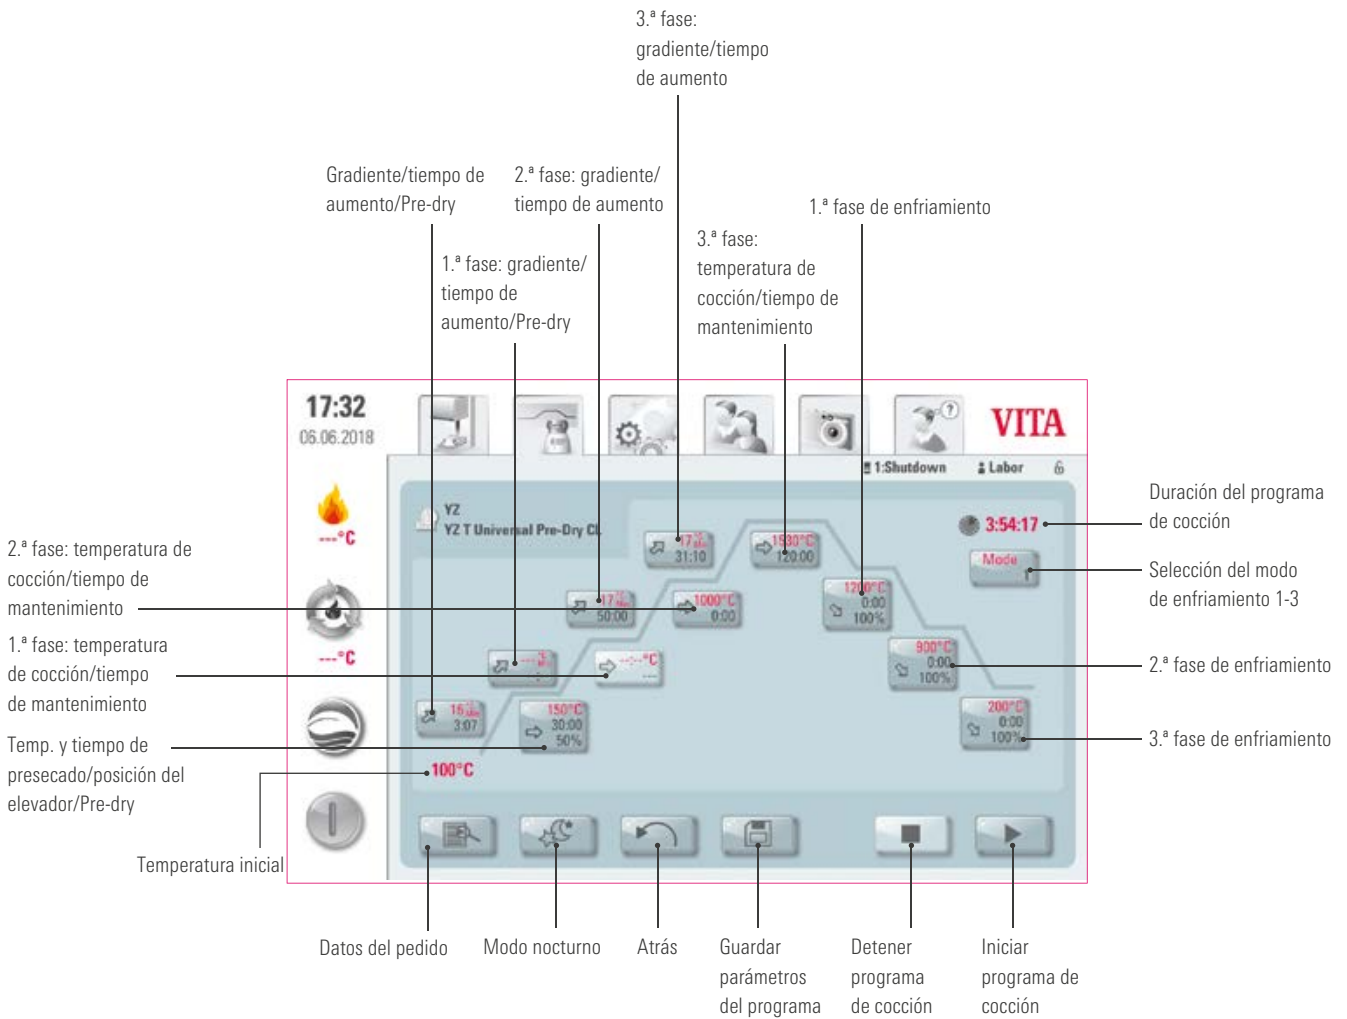 3.ª fase:
gradiente/tiempo
de aumento
Gradiente/tiempo de
aumento/Pre-dry
2.ª fase: gradiente/
tiempo de aumento
1.ª fase de enfriamiento
3.ª fase:
temperatura de
cocción/tiempo de
mantenimiento
1.ª fase: gradiente/
tiempo de
aumento/Pre-dry
17:32
06.06.2018
VITA
1:Shutdown
Labor
YZ
YZ T Universal Pre-Dry CL
3:54:17
Mode
1
---°C
---°C
17
31:10
1530°C
120:00
17
50:00
1000°C
0:00
1200°C
0:00
100%
--:--°C
----
900°C
0:00
100%
16
3:07
150°C
30:00
50%
200°C
0:00
100%
100°C
Duración del programa
de cocción
Selección del modo
de enfriamiento 1-3
2.ª fase de enfriamiento
3.ª fase de enfriamiento
2.ª fase: temperatura de
cocción/tiempo de
mantenimiento
1.ª fase: temperatura
de cocción/tiempo
de mantenimiento
Temp. y tiempo de
presecado/posición del
elevador/Pre-dry
Temperatura inicial
Datos del pedido
Modo nocturno
Atrás
Guardar
parámetros
del programa
Detener
programa
de cocción
Iniciar
programa de
cocción